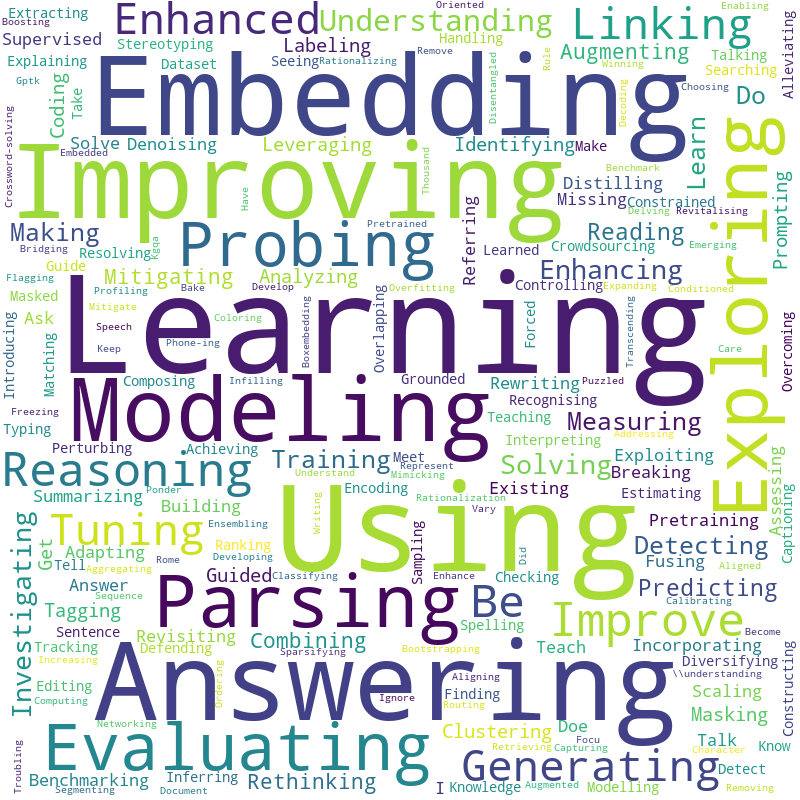 Extracting
Boosting
Enhanced
Understanding
Oriented
Linking
Enabling
Supervised
Stereotyping
Labeling
Handling
Augmenting
Talking
Alleviating
Explaining
Dataset
Seeing
Rationalizing
Remove
Winning
Searching
Gptk
Coding
Take
Embedding
Disentangled
Rule
Decoding
Choosing
Do
Crossword-solving
Solve
Denoising
Leveraging
Identifying
Make
Benchmark
Learn
Exploring
Embedded
Improving
Thousand
Have
Distilling
Delving
Prompting
Missing
Constrained
Revitalising
Making
Bridging
Kgqa
Probing
Pretrained
Referring
Learned
Crowdsourcing
Reading
Emerging
Resolving
Guide
Flagging
Mitigating
Analyzing
Enhancing
Profiling
Bake
Develop
Overfitting
Controlling
Expanding
Conditioned
Masked
Mitigate
Learning
Boxembedding
Overlapping
Forced
Transcending
Introducing
Ask
Speech
Coloring
Matching
Keep
Phone-ing
Care
Overcoming
Composing
Infilling
Grounded
Rewriting
Puzzled
Freezing
Modeling
Recognising
Typing
Teaching
Measuring
Perturbing
Achieving
Interpreting
Addressing
Reasoning
Training
Meet
Represent
Solving
Exploiting
Assessing
Captioning
Understand
Mimicking
Breaking
Ponder
Summarizing
Encoding
Existing
Estimating
Building
Using
Rationalization
Writing
Vary
Investigating
Get
Tuning
Ensembling
Sampling
Pretraining
Adapting
Ranking
Developing
Did
Detecting
Tell
Rome
Checking
Fusing
Aligned
Aggregating
Guided
Classifying
Enhance
Answer
Parsing
Be
Predicting
Sequence
Calibrating
Tagging
Improve
Become
Sentence
Revisiting
Combining
Spelling
Tracking
Defending
Sparsifying
Bootstrapping
Teach
Incorporating
Increasing
Answering
Diversifying
Constructing
Editing
Ordering
Aligning
Finding
\\understanding
Computing
Ignore
Routing
Scaling
Networking
Clustering
Doe
Masking
Evaluating
Focu
Retrieving
Capturing
Talk
Know
Troubling
Generating
Character
Benchmarking
Inferring
Rethinking
Detect
Segmenting
Document
I
Knowledge
Augmented
Modelling
Removing